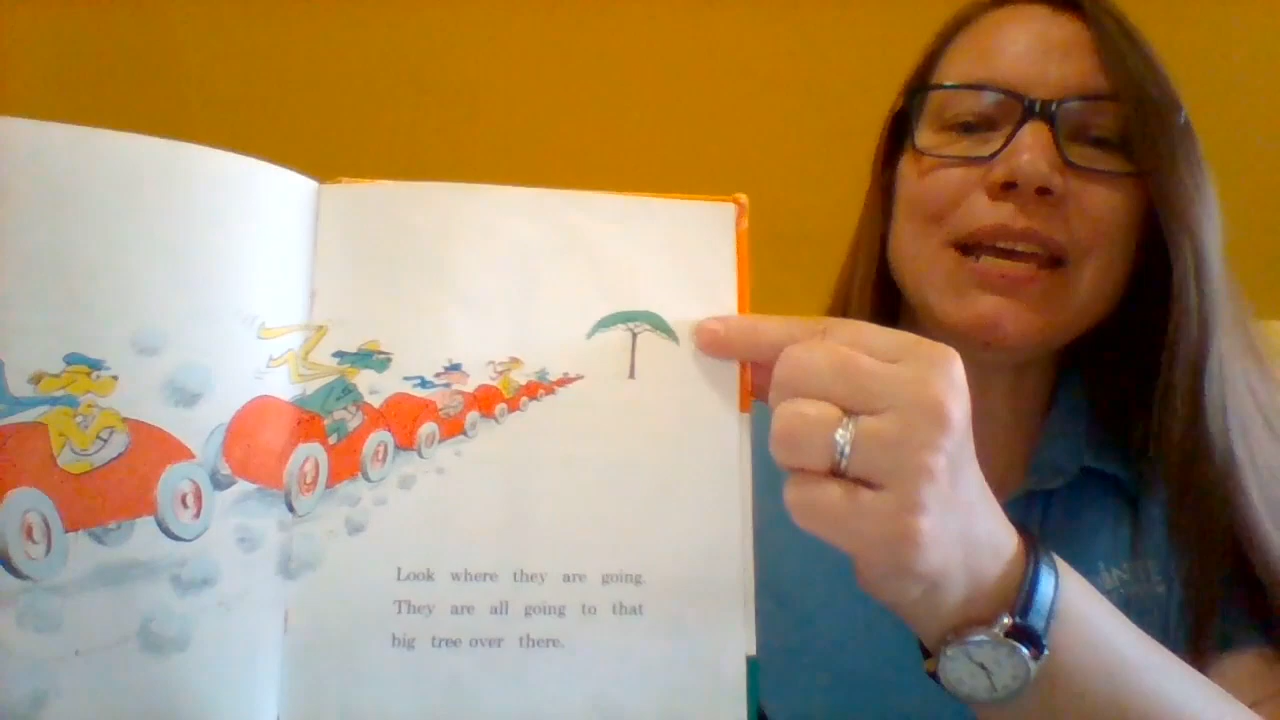 Look where they are going.
They are all going to that
big tree over there.